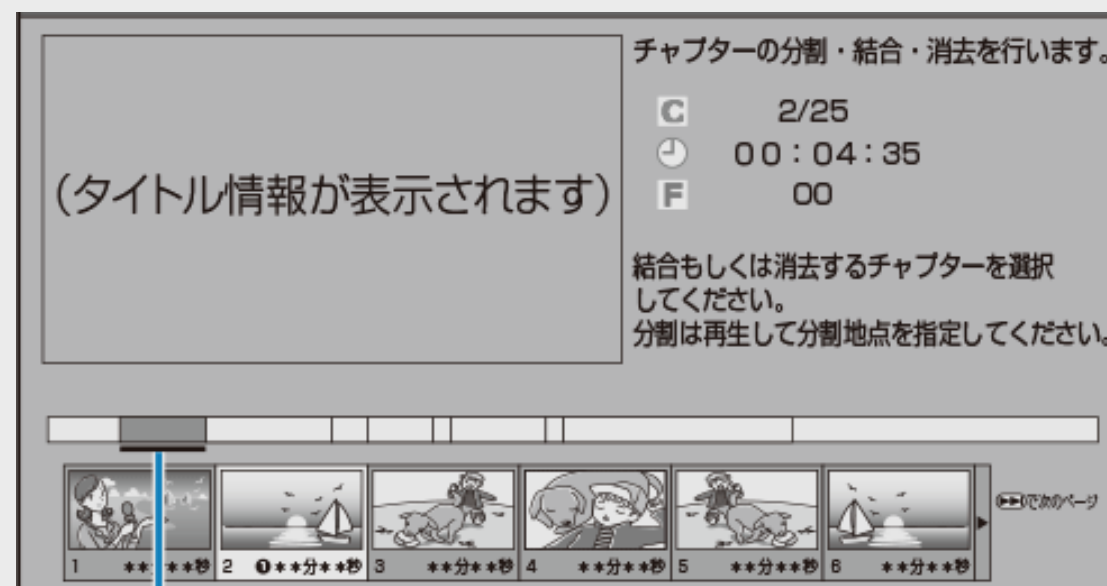 チャプターの分割・結合・消去を行います。
C 2/25
00:04:35
F 00
(タイトル情報が表示されます)
結合もしくは消去するチャプターを選択
してください。
分割は再生して分割地点を指定してください。
1 **分**秒 2 ❶**分**秒 3 **分**秒 4 **分**秒 5 **分**秒 6 **分**秒
▶▶で次のページ